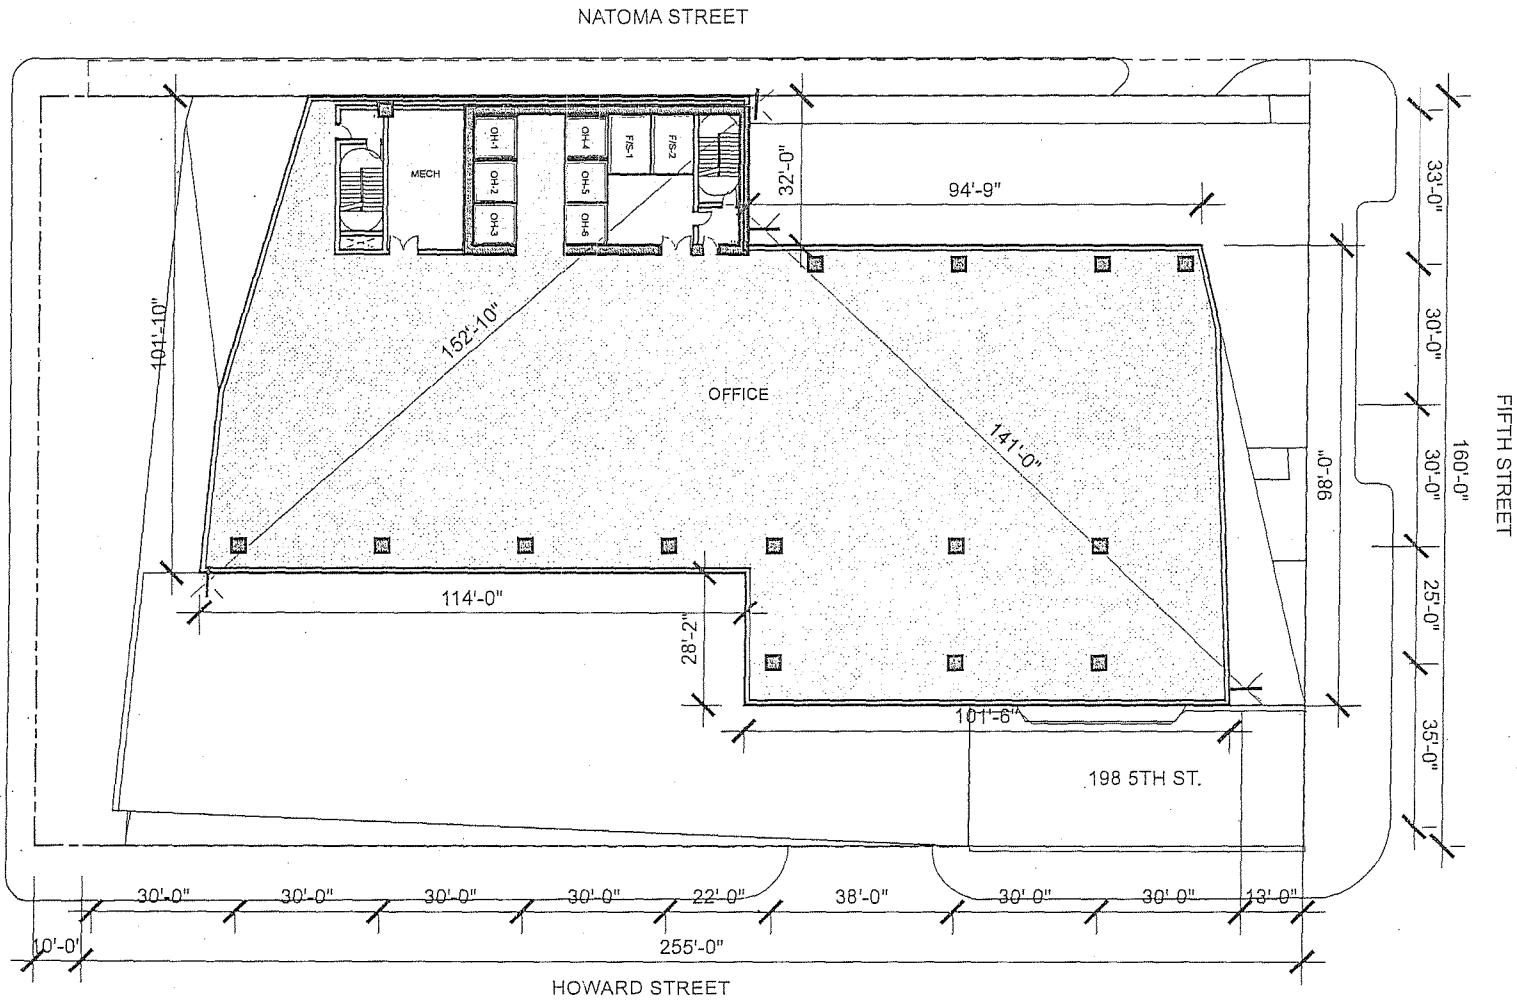 NATOMA STREET
OH-1
OH-2
OH-3
OH-4
OH-5
OH-6
F/S-1
F/S-2
MECH
32'-0"
94'-9"
33'-0"
101'-10"
152'-10"
OFFICE
141'-0"
98'-0"
30'-0"
30'-0"
160'-0"
FIFTH STREET
114'-0"
28'-2"
25'-0"
101'-6"
35'-0"
198 5TH ST.
30'-0"
30'-0"
30'-0"
30'-0"
22'-0"
38'-0"
30'-0"
30'-0"
13'-0"
10'-0"
255'-0"
HOWARD STREET